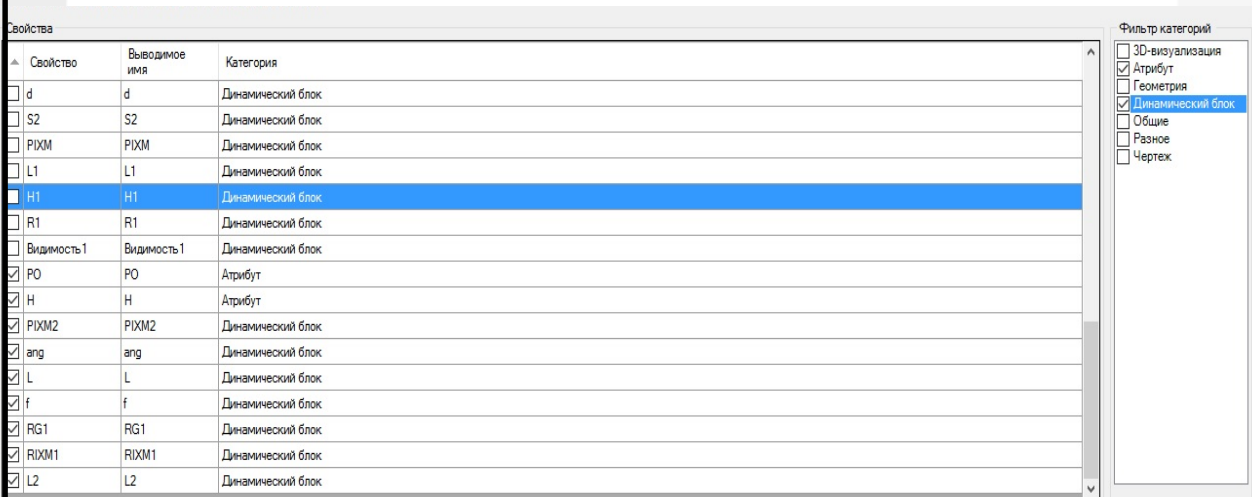 Свойства
Свойство Выводимое имя Категория
d d Динамический блок
S2 S2 Динамический блок
PIXM PIXM Динамический блок
L1 L1 Динамический блок
H1 H1 Динамический блок
R1 R1 Динамический блок
Видимость1 Видимость1 Динамический блок
PO PO Атрибут
H H Атрибут
PIXM2 PIXM2 Динамический блок
ang ang Динамический блок
L L Динамический блок
f f Динамический блок
RG1 RG1 Динамический блок
RIXM1 RIXM1 Динамический блок
L2 L2 Динамический блок
Фильтр категорий
3D-визуализация
Атрибут
Геометрия
Динамический блок
Общие
Разное
Чертеж